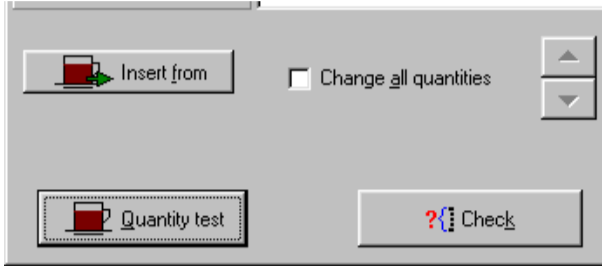 Insert from
Change all quantities
Quantity test
?{ Check